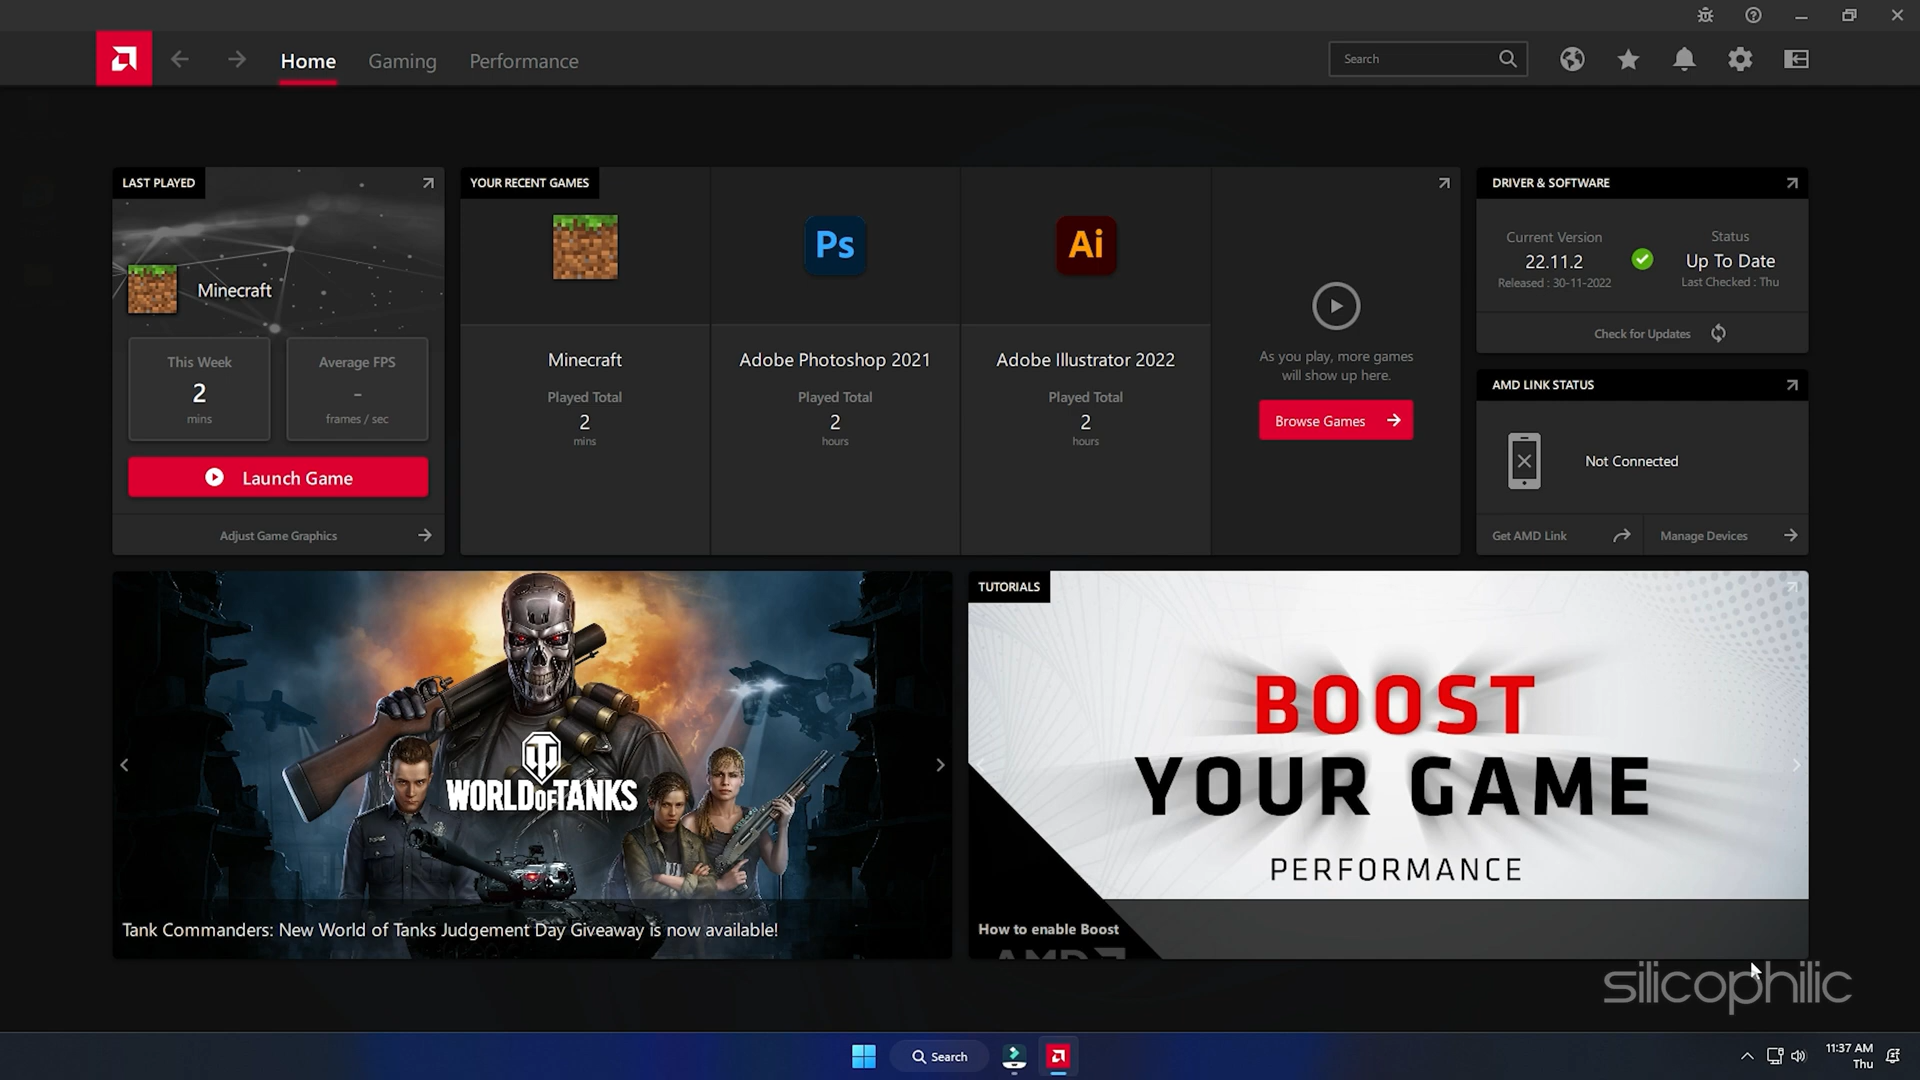 Home
Gaming
Performance
Search
LAST PLAYED
Minecraft
This Week
2
mins
Average FPS
-
frames / sec
Launch Game
Adjust Game Graphics
YOUR RECENT GAMES
Minecraft
Played Total
2
mins
Ps
Adobe Photoshop 2021
Played Total
2
hours
Ai
Adobe Illustrator 2022
Played Total
2
hours
As you play, more games
will show up here.
Browse Games
DRIVER & SOFTWARE
Current Version
22.11.2
Released : 30-11-2022
Status
Up To Date
Last Checked : Thu
Check for Updates
AMD LINK STATUS
Not Connected
Get AMD Link
Manage Devices
WORLD OF TANKS
Tank Commanders: New World of Tanks Judgement Day Giveaway is now available!
TUTORIALS
BOOST
YOUR GAME
PERFORMANCE
How to enable Boost
AMD
silicophilic
Search
11:37 AM
Thu